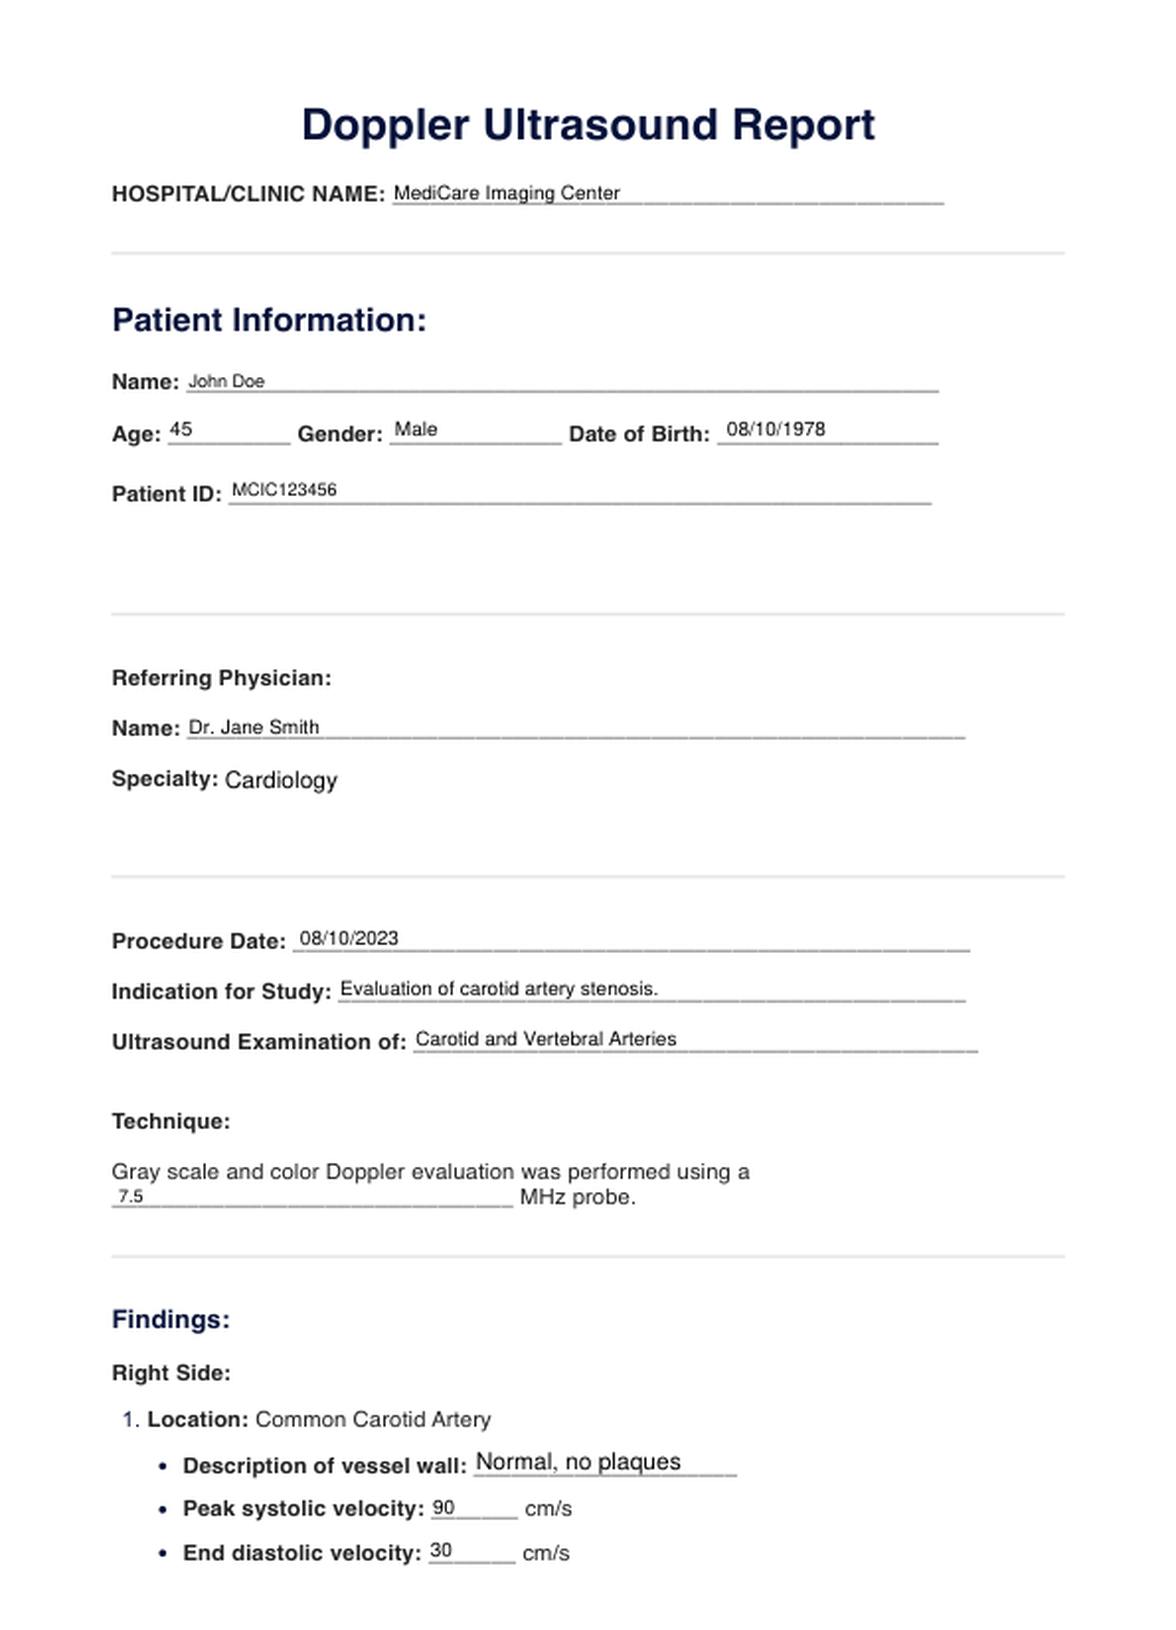 Doppler Ultrasound Report
HOSPITAL/CLINIC NAME: MediCare Imaging Center
Patient Information:
Name: John Doe
Age: 45 Gender: Male Date of Birth: 08/10/1978
Patient ID: MCIC123456
Referring Physician:
Name: Dr. Jane Smith
Specialty: Cardiology
Procedure Date: 08/10/2023
Indication for Study: Evaluation of carotid artery stenosis.
Ultrasound Examination of: Carotid and Vertebral Arteries
Technique:
Gray scale and color Doppler evaluation was performed using a
7.5 MHz probe.
Findings:
Right Side:
1. Location: Common Carotid Artery
• Description of vessel wall: Normal, no plaques
• Peak systolic velocity: 90 cm/s
• End diastolic velocity: 30 cm/s